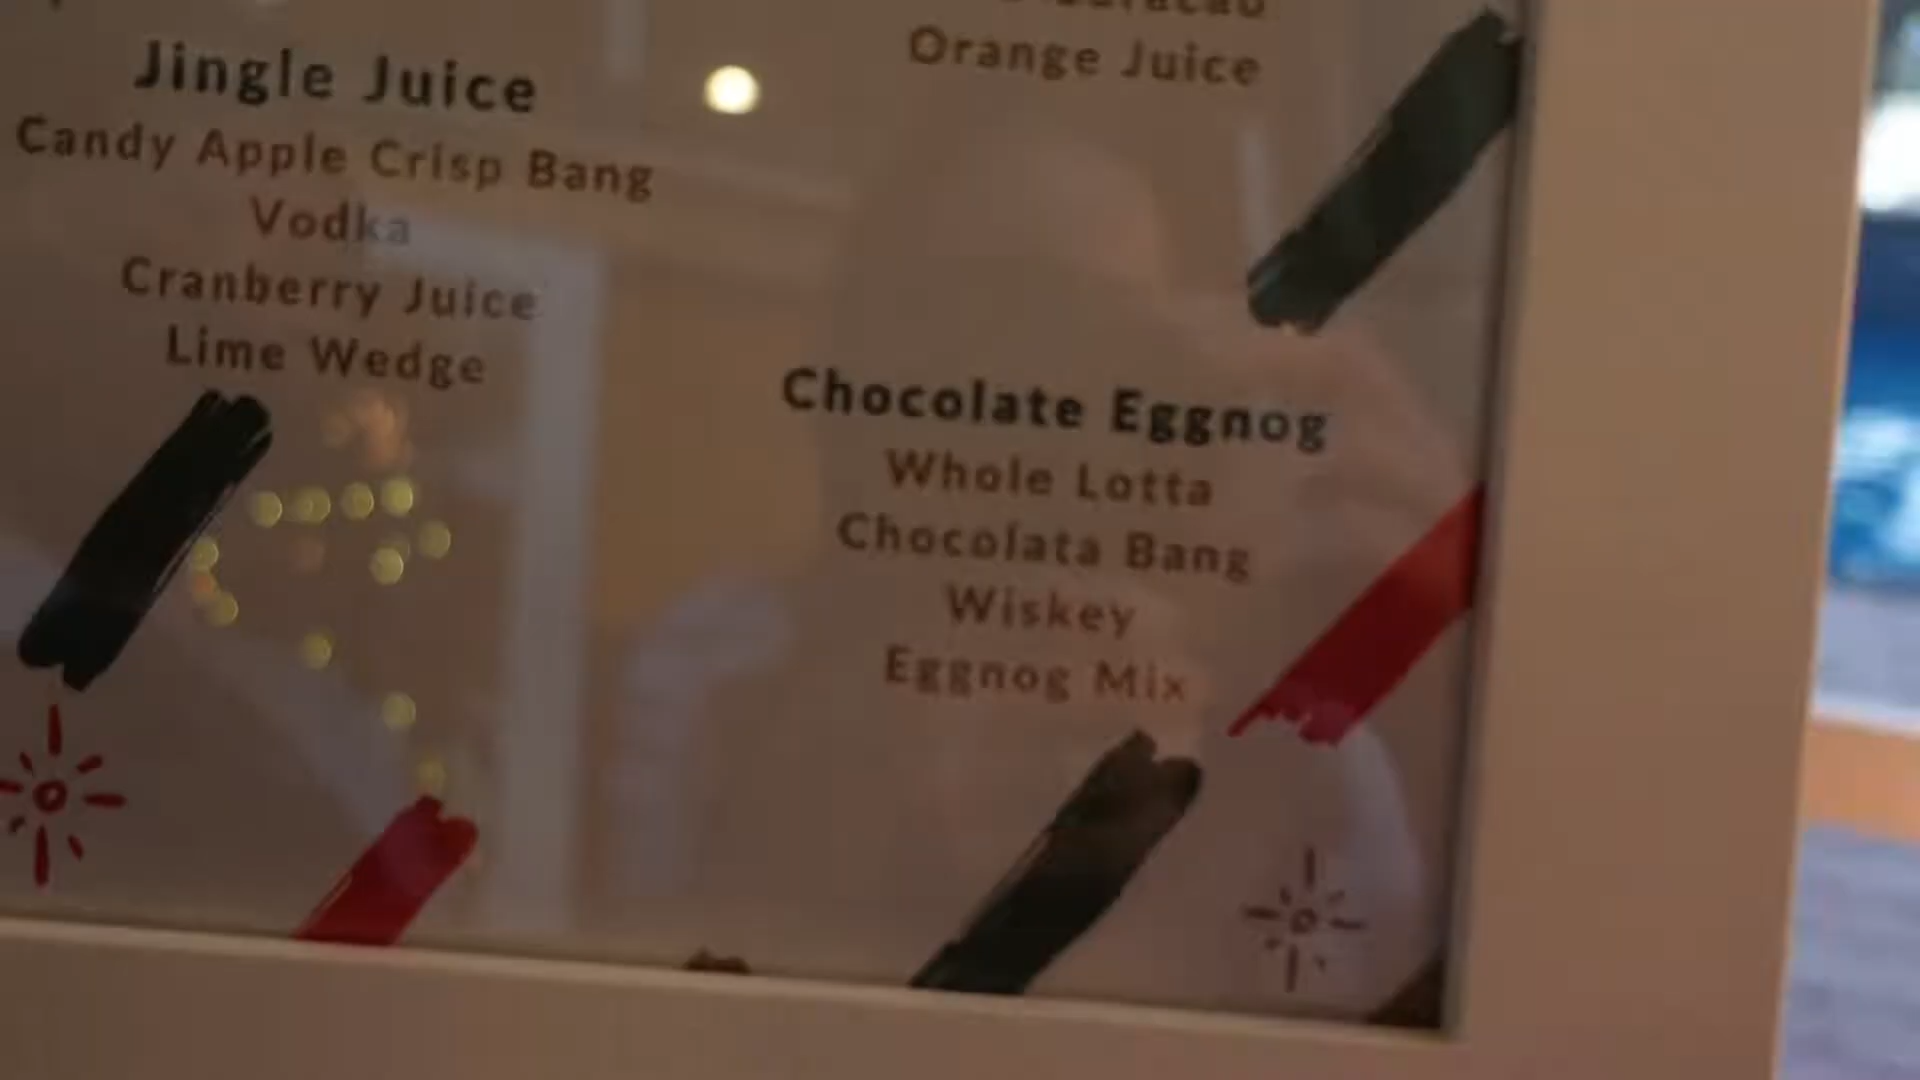 Jingle Juice
Candy Apple Crisp Bang
Vodka
Cranberry Juice
Lime Wedge
Orange Juice
Chocolate Eggnog
Whole Lotta
Chocolata Bang
Wiskey
Eggnog Mix